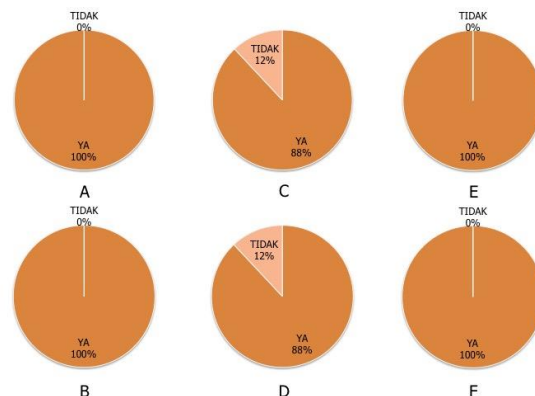 TIDAK
0%
YA
100%
A
TIDAK
12%
YA
88%
C
TIDAK
0%
YA
100%
E
TIDAK
0%
YA
100%
B
TIDAK
12%
YA
88%
D
TIDAK
0%
YA
100%
F